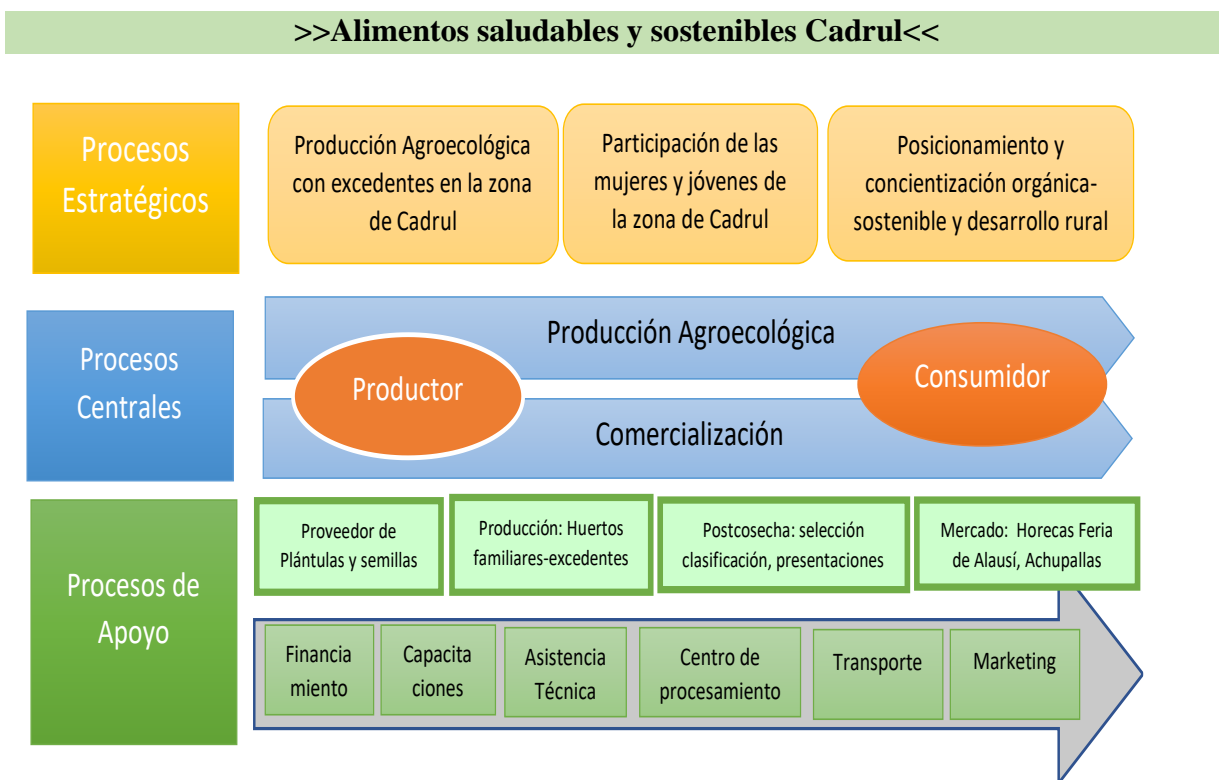 >>Alimentos saludables y sostenibles Cadrul<<
Procesos
Estratégicos
Producción Agroecológica
con excedentes en la zona
de Cadrul
Participación de las
mujeres y jóvenes de
la zona de Cadrul
Posicionamiento y
concientización orgánica-
sostenible y desarrollo rural
Procesos
Centrales
Producción Agroecológica
Productor
Consumidor
Comercialización
Procesos de
Apoyo
Proveedor de
Plántulas y semillas
Producción: Huertos
familiares-excedentes
Postcosecha: selección
clasificación, presentaciones
Mercado: Horecas Feria
de Alausí, Achupallas
Financia
miento
Capacita
ciones
Asistencia
Técnica
Centro de
procesamiento
Transporte
Marketing